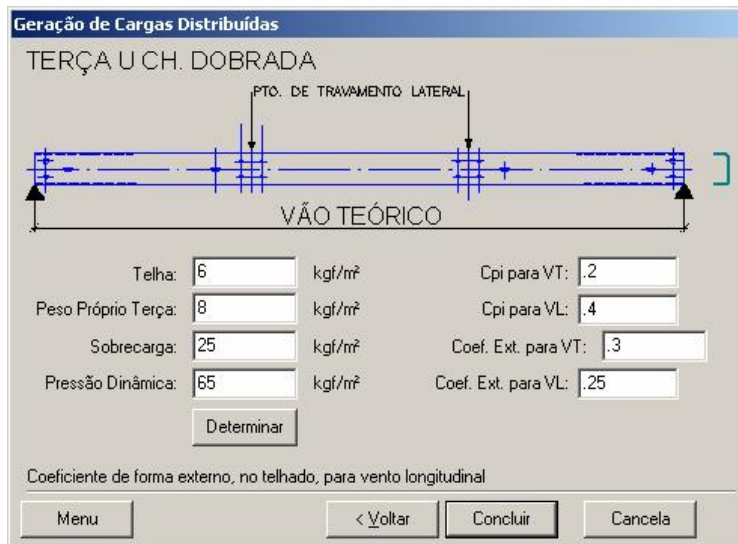 Geração de Cargas Distribuídas
TERÇA U CH. DOBRADA
PTO. DE TRAVAMENTO LATERAL
VÃO TEÓRICO
Telha: 6 kgf/m² Cpi para VT: .2
Peso Próprio Terça: 8 kgf/m² Cpi para VL: .4
Sobrecarga: 25 kgf/m² Coef. Ext. para VT: .3
Pressão Dinâmica: 65 kgf/m² Coef. Ext para VL: .25
Determinar
Coeficiente de forma externo, no telhado, para vento longitudinal
Menu < Voltar Concluir Cancela